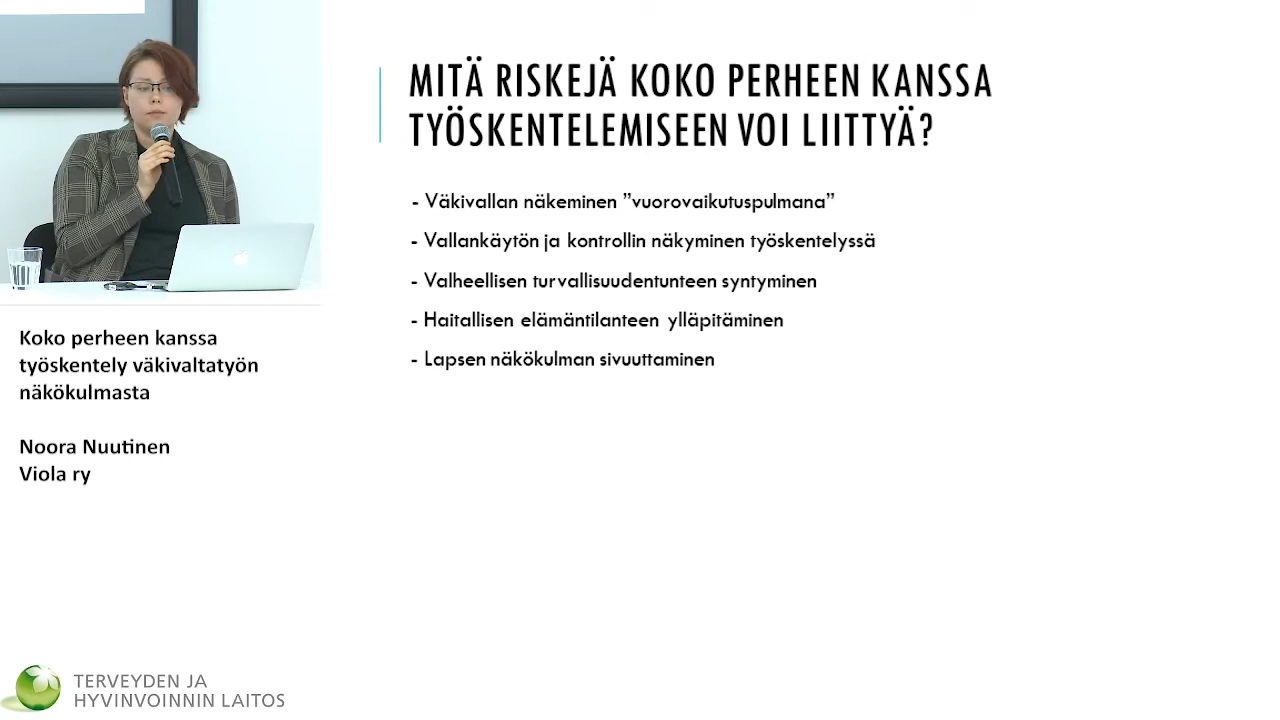 MITÄ RISKEJÄ KOKO PERHEEN KANSSA
TYÖSKENTELEMISEEN VOI LIITTYÄ?
- Väkivallan näkeminen ”vuorovaikutuspulmana”
- Vallankäytön ja kontrollin näkyminen työskentelyssä
- Valheellisen turvallisuudentunteen syntyminen
- Haitallisen elämäntilanteen ylläpitäminen
- Lapsen näkökulman sivuuttaminen
Koko perheen kanssa
työskentely väkivaltatyön
näkökulmasta
Noora Nuutinen
Viola ry
TERVEYDEN JA
HYVINVOINNIN LAITOS